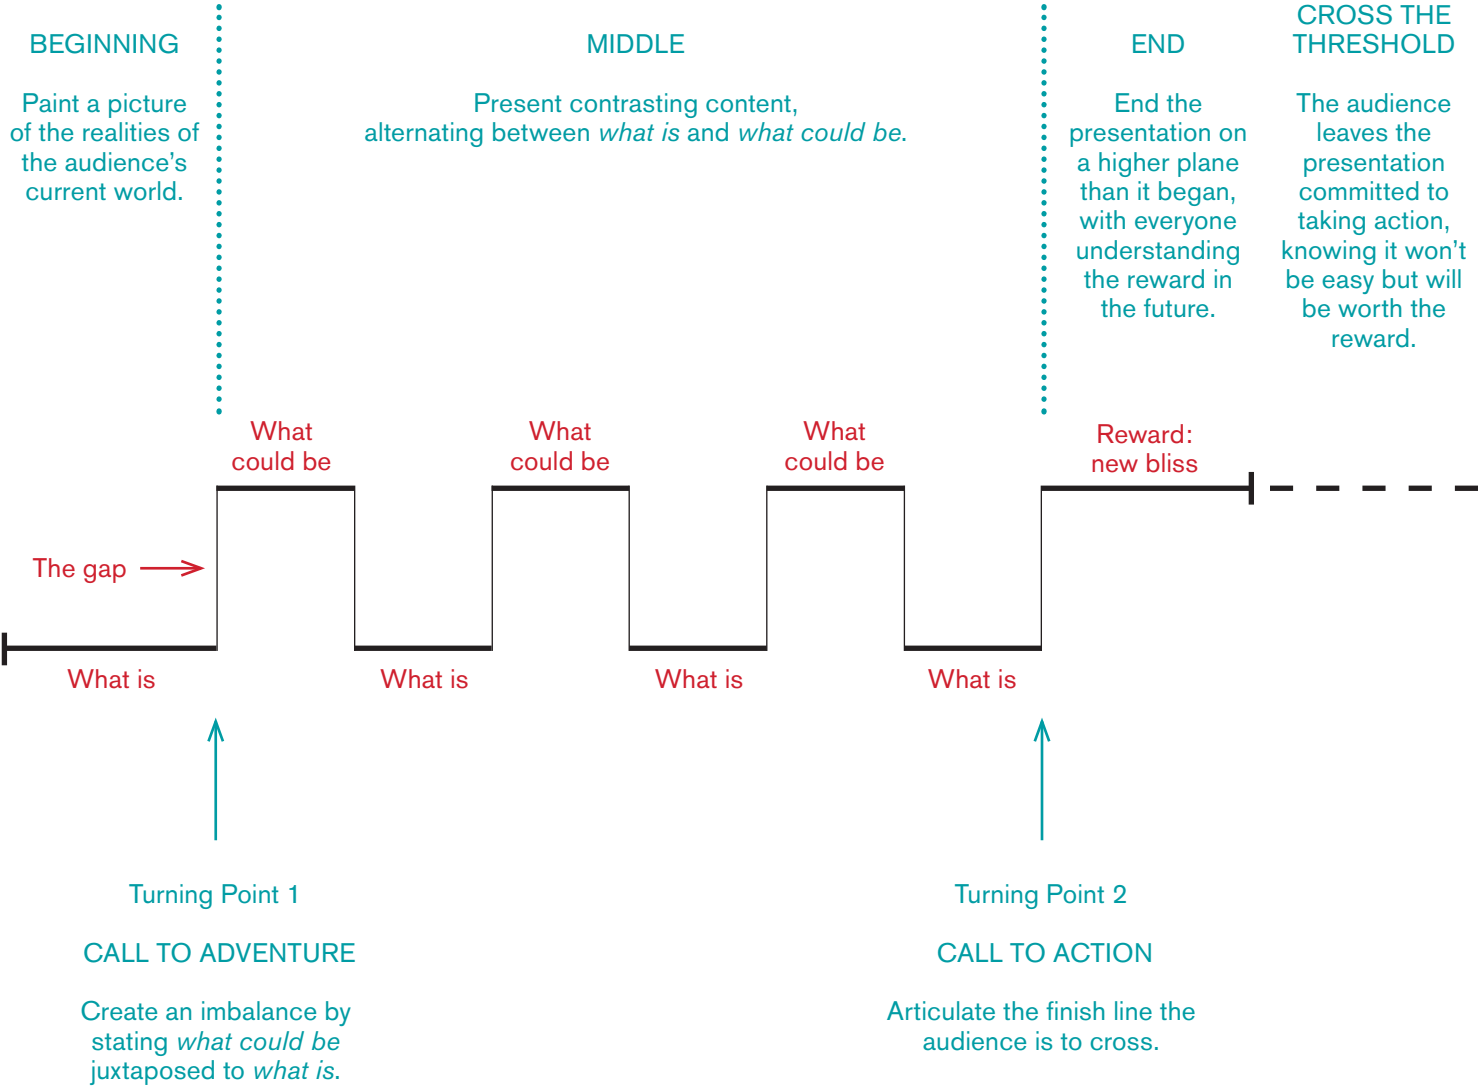 BEGINNING
Paint a picture
of the realities of
the audience's
current world.
MIDDLE
Present contrasting content,
alternating between what is and what could be.
END
End the
presentation on
a higher plane
than it began,
with everyone
understanding
the reward in
the future.
CROSS THE
THRESHOLD
The audience
leaves the
presentation
committed to
taking action,
knowing it won't
be easy but will
be worth the
reward.
What
could be
What
could be
What
could be
Reward:
new bliss
The gap
What is
What is
What is
What is
Turning Point 1
CALL TO ADVENTURE
Create an imbalance by
stating what could be
juxtaposed to what is.
Turning Point 2
CALL TO ACTION
Articulate the finish line the
audience is to cross.